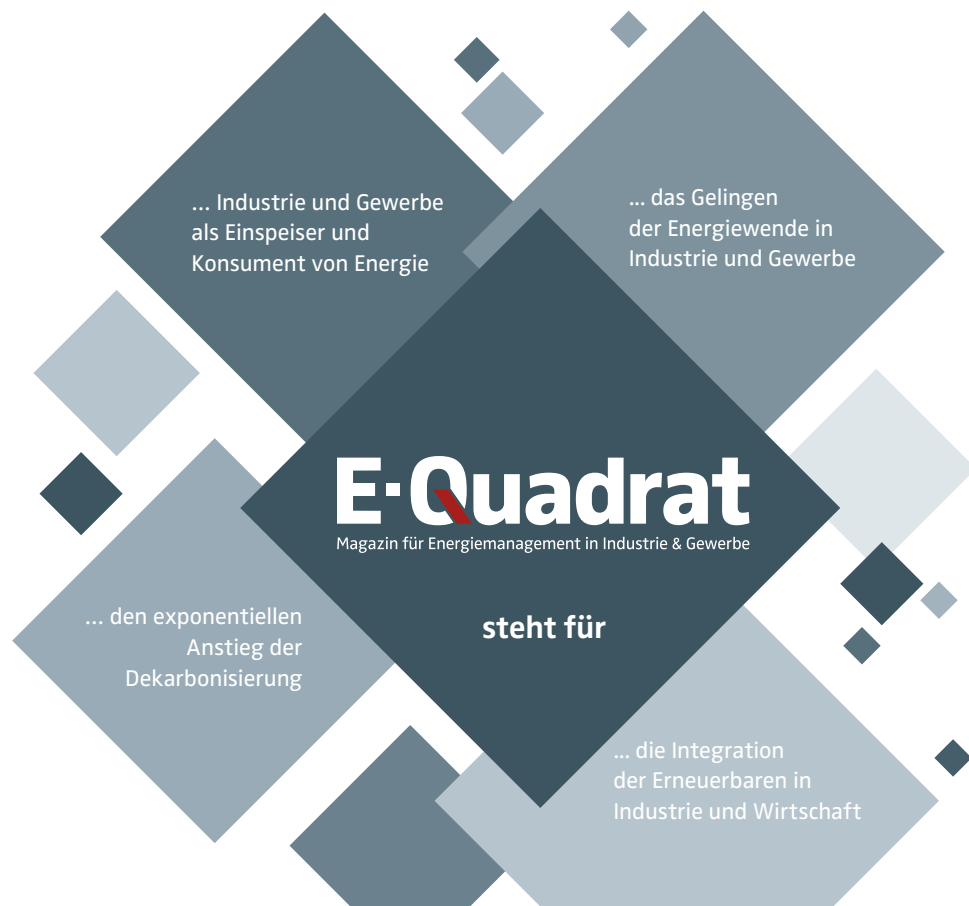 ... Industrie und Gewerbe
als Einspeiser und
Konsument von Energie
... das Gelingen
der Energiewende in
Industrie und Gewerbe
E·Quadrat
Magazin für Energiemanagement in Industrie & Gewerbe
steht für
... den exponentiellen
Anstieg der
Dekarbonisierung
... die Integration
der Erneuerbaren in
Industrie und Wirtschaft